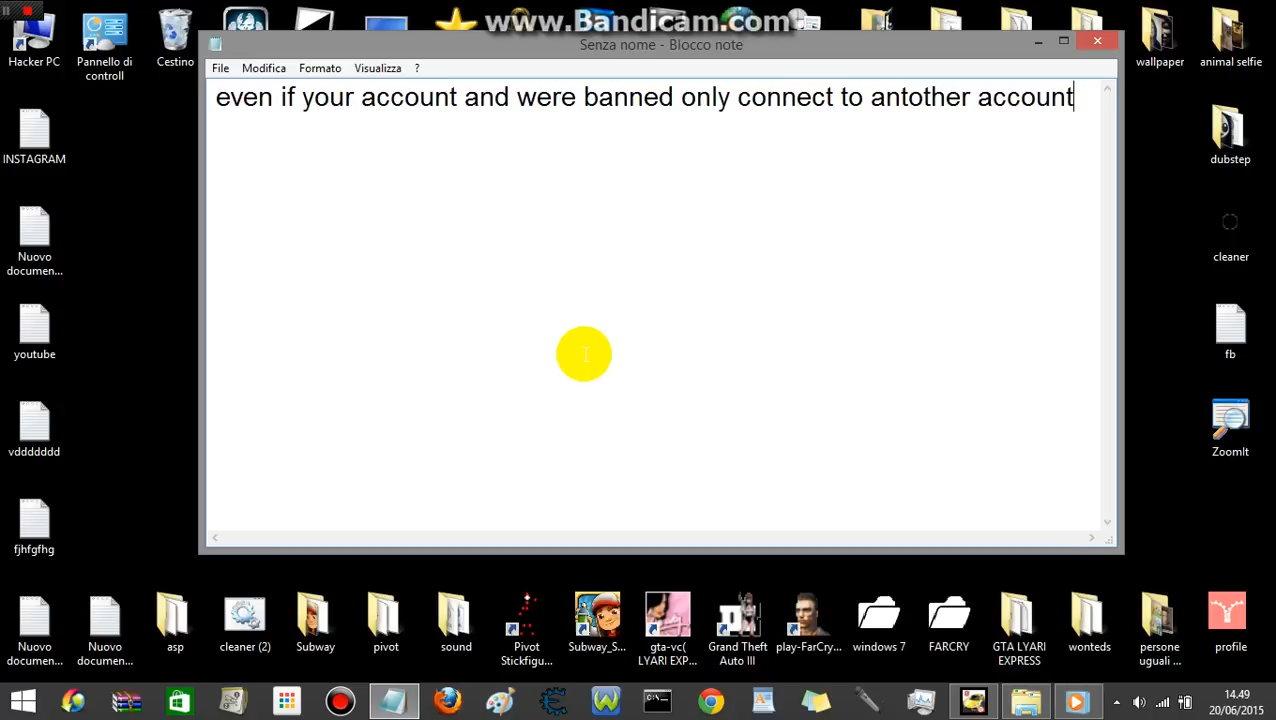 www.Bandicam.com
Senza nome - Blocco note
File Modifica Formato Visualizza ?
even if your account and were banned only connect to antother account
Hacker PC
Pannello di
controlli
Cestino
wallpaper
animal selfie
INSTAGRAM
dubstep
Nuovo
documen...
cleaner
youtube
fb
vddddddd
ZoomIt
fjhfgfhg
Nuovo
documen...
Nuovo
documen...
asp
cleaner (2)
Subway
pivot
sound
Pivot
Stickfigu...
Subway_S...
gta-vc(
LYARI EXP...
Grand Theft
Auto III
play-FarCry...
windows 7
FARCRY
GTA LYARI
EXPRESS
wonteds
persone
uguali ...
profile
14.49
20/06/2015